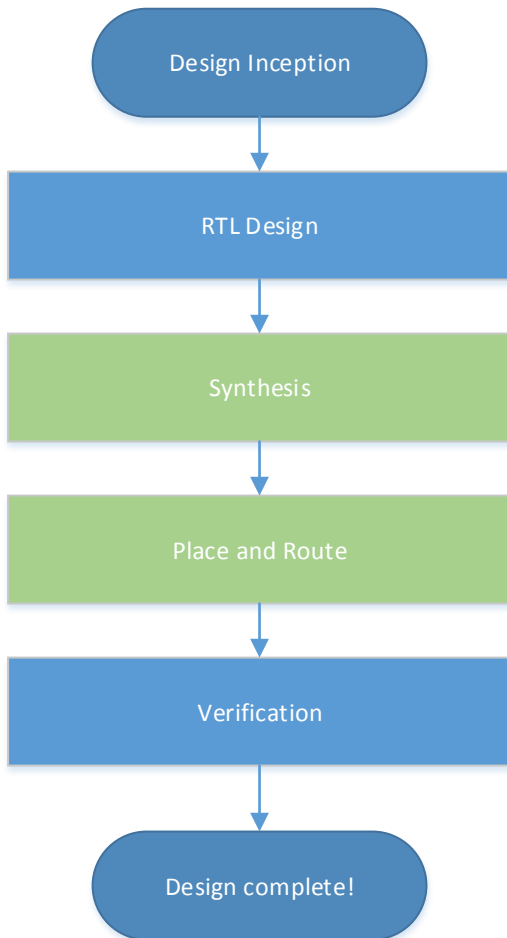 Design Inception
RTL Design
Synthesis
Place and Route
Verification
Design complete!